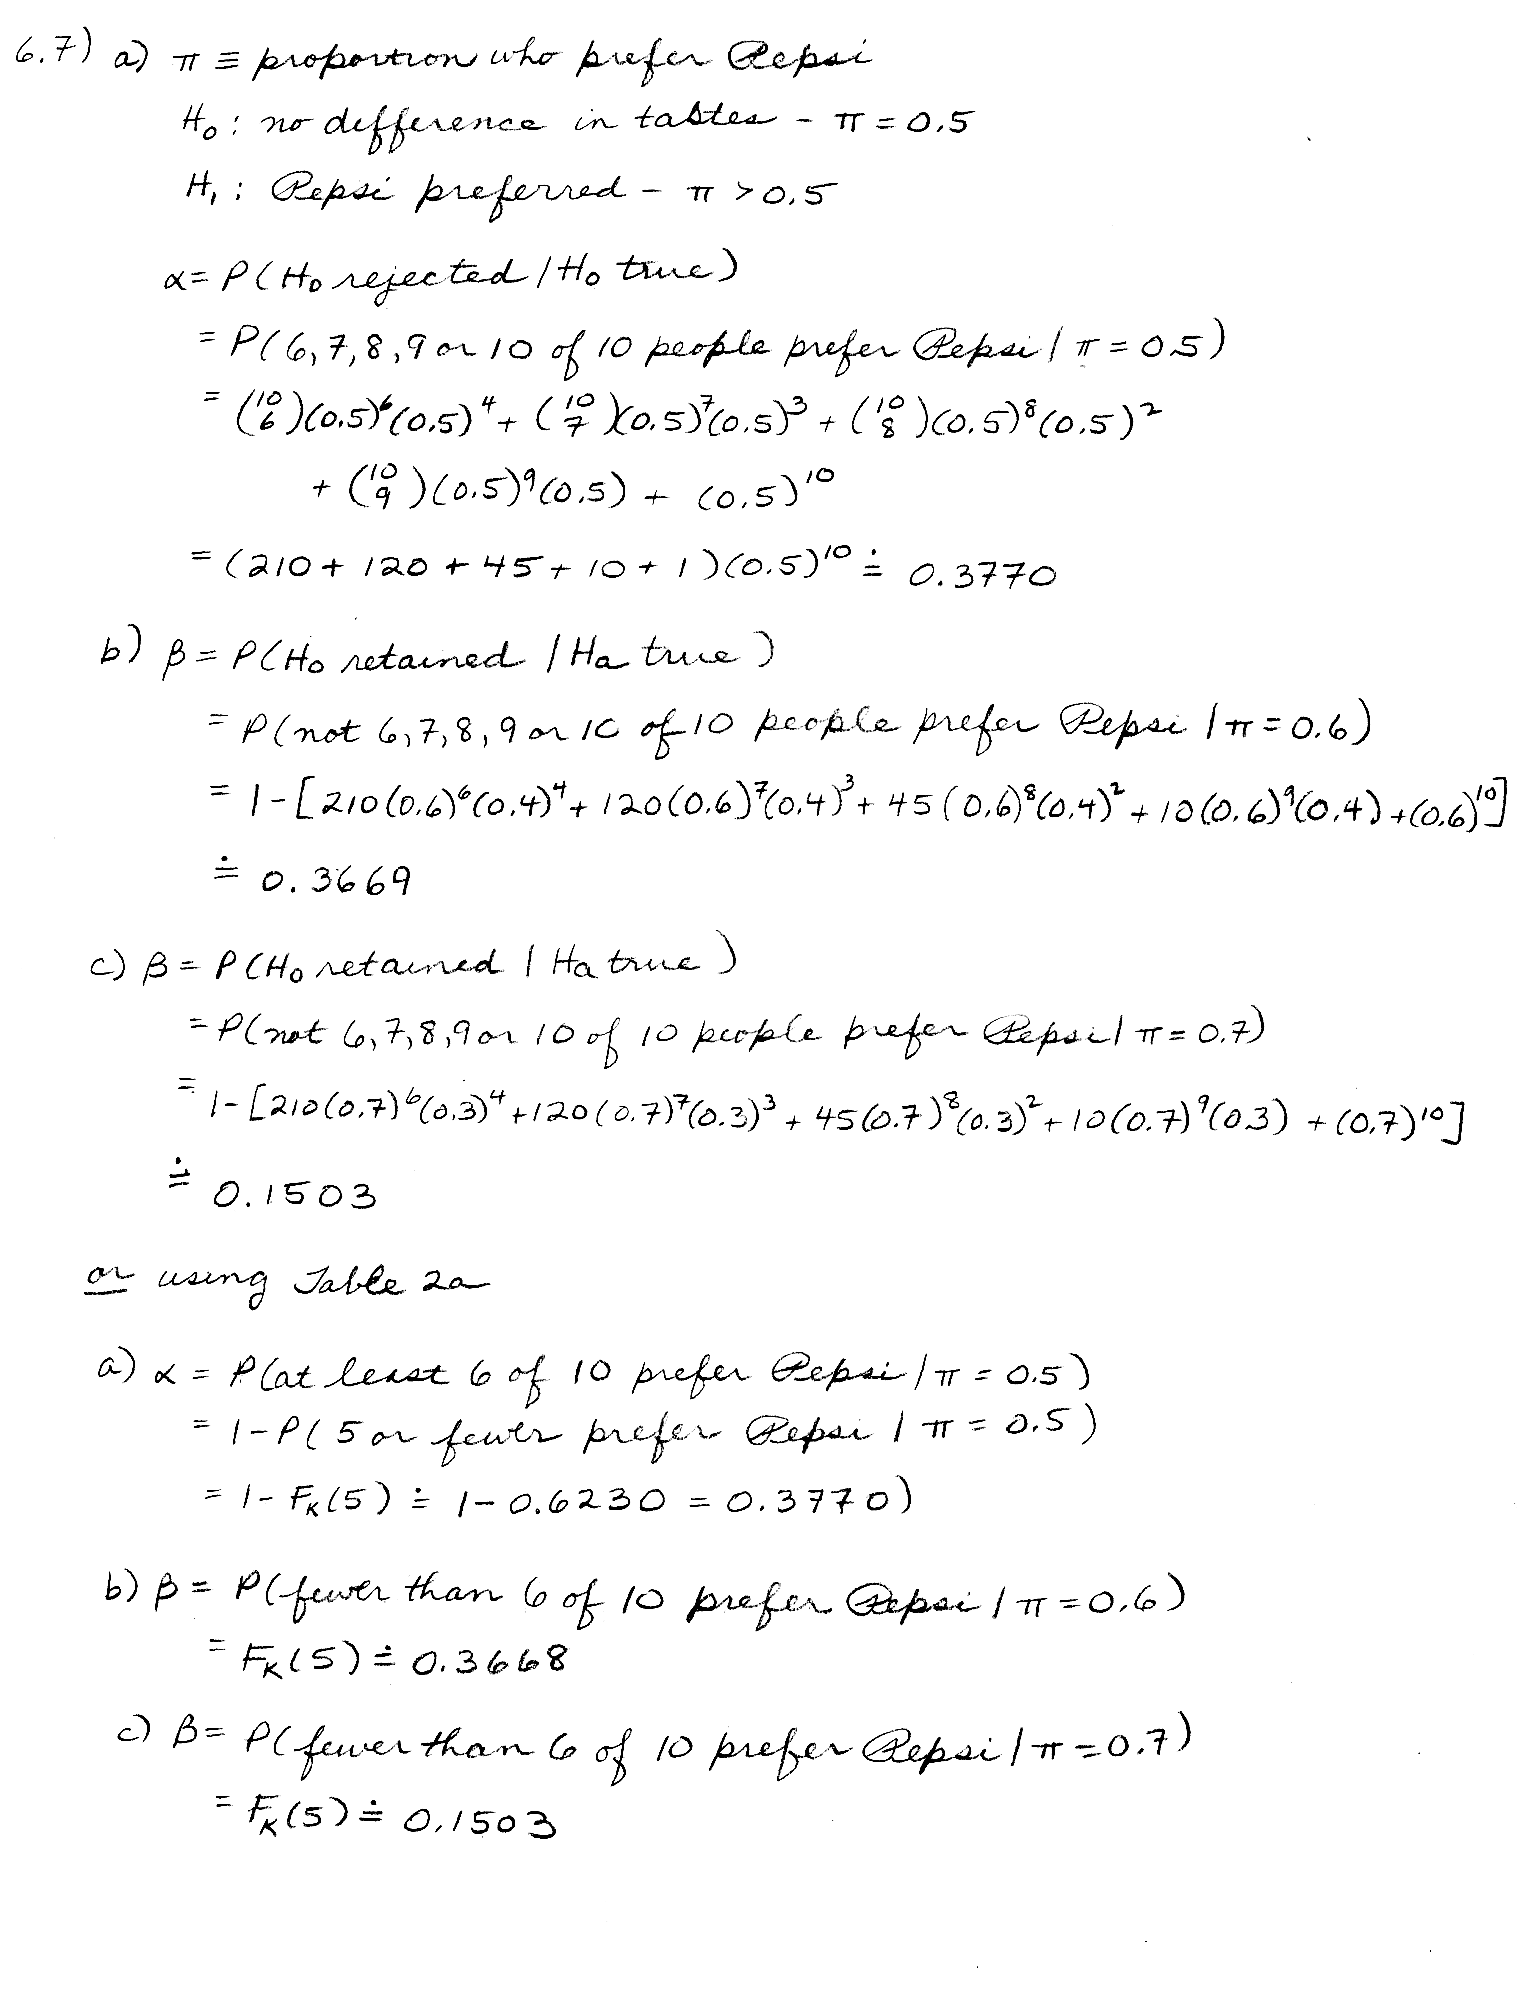 6.7) a) π ≡ proportion who prefer Pepsi
H₀: no difference in tastes - π = 0.5
H₁: Pepsi preferred - π > 0.5
α = P(H₀ rejected / H₀ true)
= P(6,7,8,9 or 10 of 10 people prefer Pepsi / π = 0.5)
= (10 6)(0.5)⁶(0.5)⁴ + (10 7)(0.5)⁷(0.5)³ + (10 8)(0.5)⁸(0.5)²
+ (10 9)(0.5)⁹(0.5) + (0.5)¹⁰
= (210 + 120 + 45 + 10 + 1)(0.5)¹⁰ ≐ 0.3770
b) β = P(H₀ retained / Ha true)
= P(not 6,7,8,9 or 10 of 10 people prefer Pepsi / π = 0.6)
= 1-[210(0.6)⁶(0.4)⁴ + 120(0.6)⁷(0.4)³ + 45(0.6)⁸(0.4)² + 10(0.6)⁹(0.4) + (0.6)¹⁰]
≐ 0.3669
c) β = P(H₀ retained / Ha true)
= P(not 6,7,8,9 or 10 of 10 people prefer Pepsi / π = 0.7)
= 1-[210(0.7)⁶(0.3)⁴ + 120(0.7)⁷(0.3)³ + 45(0.7)⁸(0.3)² + 10(0.7)⁹(0.3) + (0.7)¹⁰]
≐ 0.1503
or using Table 2a
a) α = P(at least 6 of 10 prefer Pepsi / π = 0.5)
= 1-P(5 or fewer prefer Pepsi / π = 0.5)
= 1-Fₖ(5) ≐ 1-0.6230 = 0.3770)
b) β = P(fewer than 6 of 10 prefer Pepsi / π = 0.6)
= Fₖ(5) ≐ 0.3668
c) β = P(fewer than 6 of 10 prefer Pepsi / π = 0.7)
= Fₖ(5) ≐ 0.1503